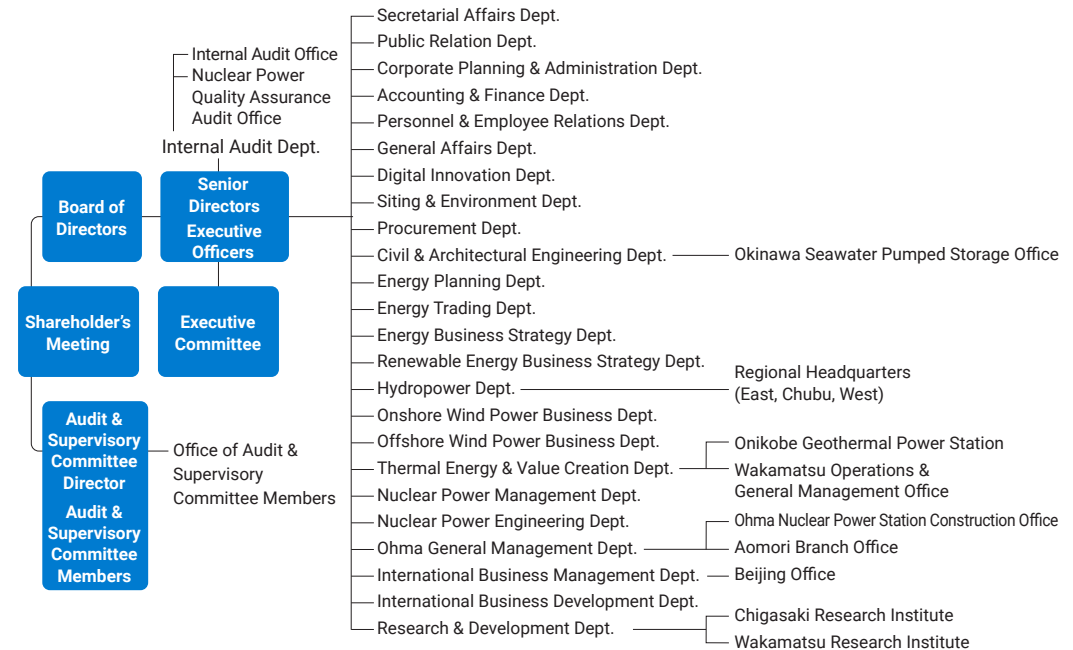 Internal Audit Office
Nuclear Power
Quality Assurance
Audit Office
Internal Audit Dept.
Board of
Directors
Senior
Directors
Executive
Officers
Shareholder's
Meeting
Executive
Committee
Audit &
Supervisory
Committee
Director
Audit &
Supervisory
Committee
Members
Office of Audit &
Supervisory
Committee Members
Secretarial Affairs Dept.
Public Relation Dept.
Corporate Planning & Administration Dept.
Accounting & Finance Dept.
Personnel & Employee Relations Dept.
General Affairs Dept.
Digital Innovation Dept.
Siting & Environment Dept.
Procurement Dept.
Civil & Architectural Engineering Dept.
Okinawa Seawater Pumped Storage Office
Energy Planning Dept.
Energy Trading Dept.
Energy Business Strategy Dept.
Renewable Energy Business Strategy Dept.
Hydropower Dept.
Regional Headquarters
(East, Chubu, West)
Onshore Wind Power Business Dept.
Offshore Wind Power Business Dept.
Thermal Energy & Value Creation Dept.
Onikobe Geothermal Power Station
Wakamatsu Operations &
General Management Office
Nuclear Power Management Dept.
Nuclear Power Engineering Dept.
Ohma General Management Dept.
Ohma Nuclear Power Station Construction Office
Aomori Branch Office
International Business Management Dept.
Beijing Office
International Business Development Dept.
Research & Development Dept.
Chigasaki Research Institute
Wakamatsu Research Institute